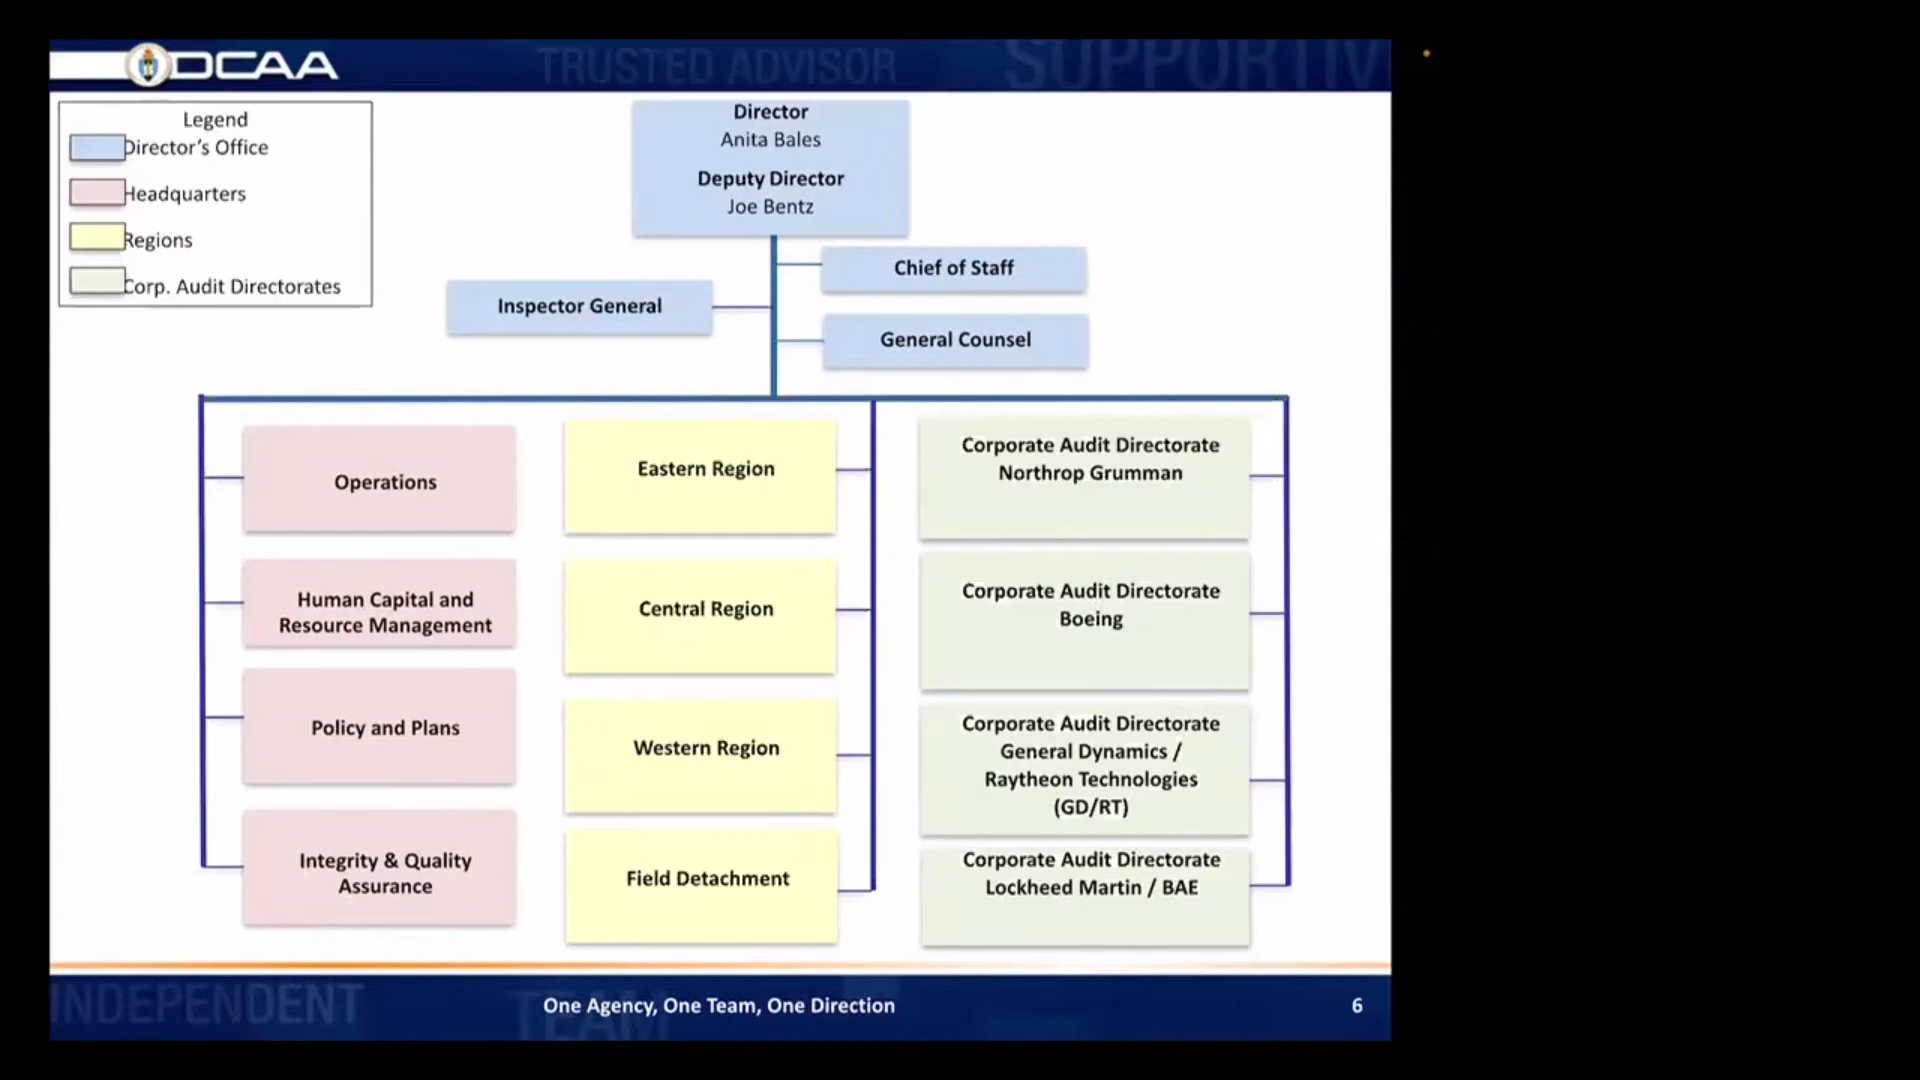 DCAA
TRUSTED ADVISOR
SUPPORTIV
Legend
Director's Office
Headquarters
Regions
Corp. Audit Directorates
Director
Anita Bales
Deputy Director
Joe Bentz
Chief of Staff
Inspector General
General Counsel
Operations
Human Capital and
Resource Management
Policy and Plans
Integrity & Quality
Assurance
Eastern Region
Central Region
Western Region
Field Detachment
Corporate Audit Directorate
Northrop Grumman
Corporate Audit Directorate
Boeing
Corporate Audit Directorate
General Dynamics /
Raytheon Technologies
(GD/RT)
Corporate Audit Directorate
Lockheed Martin / BAE
INDEPENDENT
TEAM
One Agency, One Team, One Direction
6